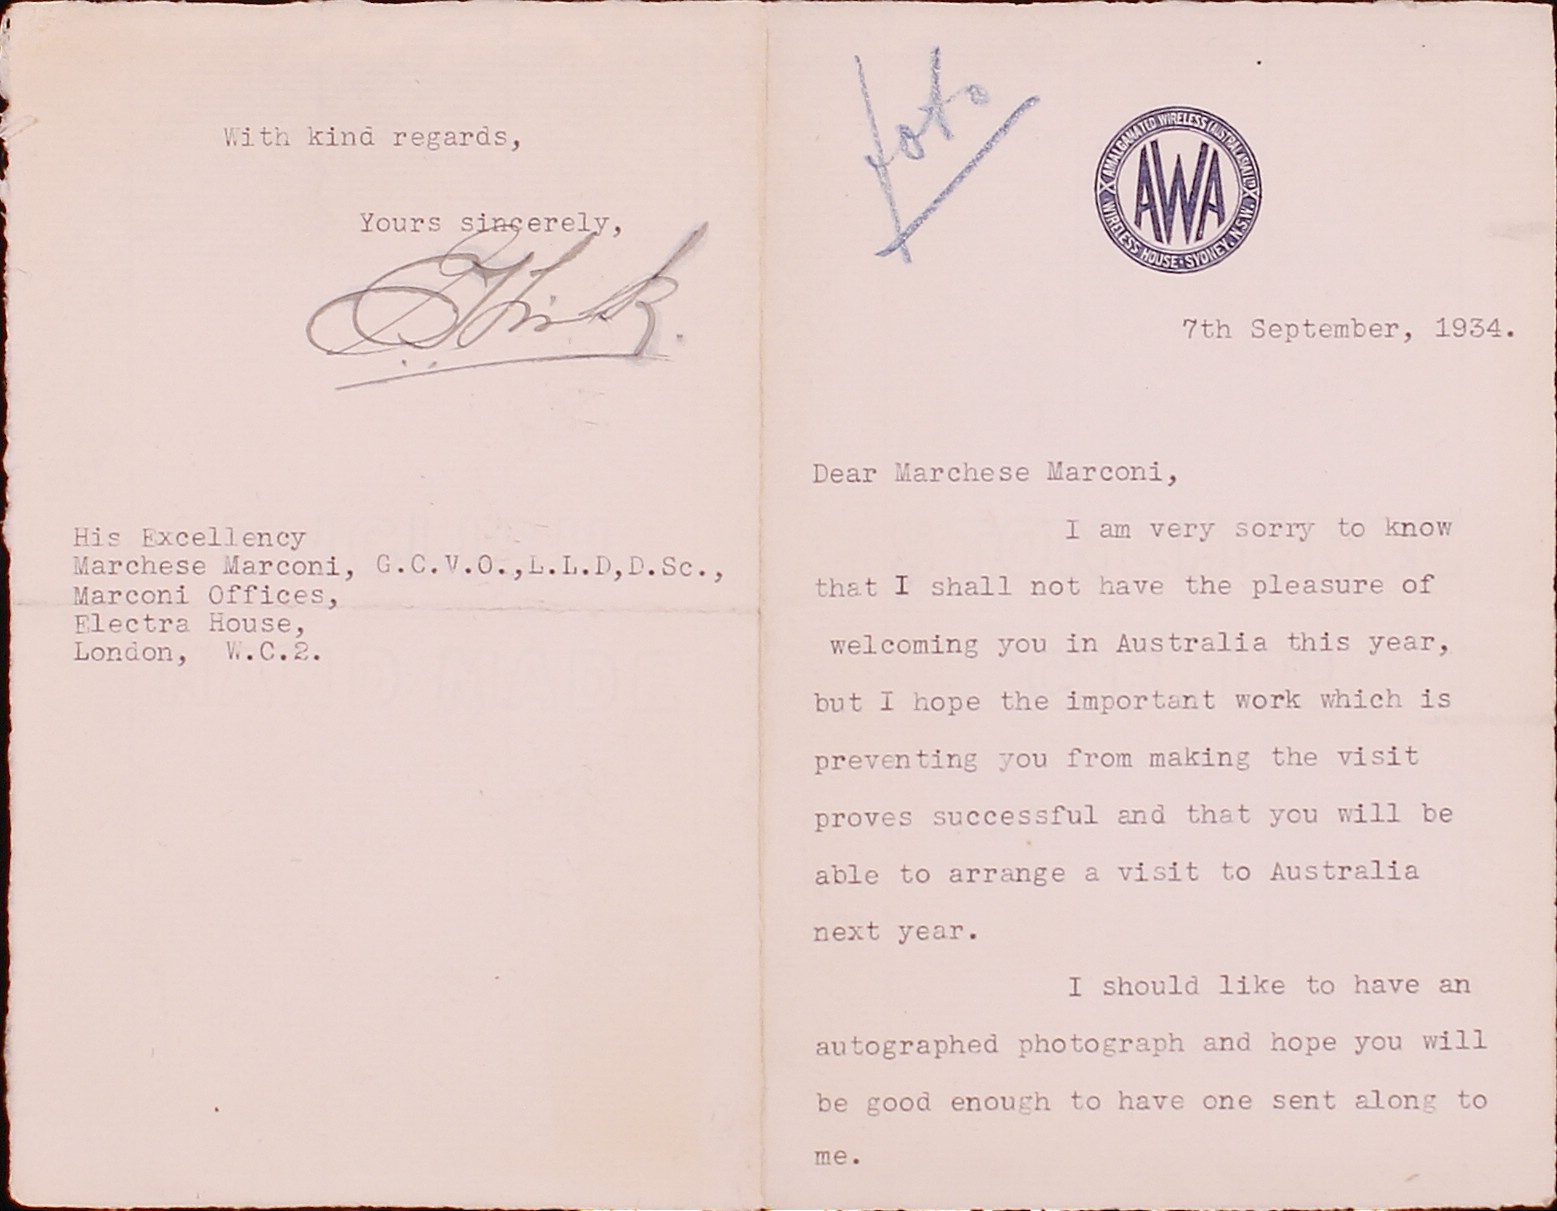 foto
AMALGAMATED WIRELESS (AUSTRALASIA) LTD
WIRELESS HOUSE · SYDNEY, N.S.W.
AWA
7th September, 1934.
Dear Marchese Marconi,
I am very sorry to know
that I shall not have the pleasure of
welcoming you in Australia this year,
but I hope the important work which is
preventing you from making the visit
proves successful and that you will be
able to arrange a visit to Australia
next year.
I should like to have an
autographed photograph and hope you will
be good enough to have one sent along to
me.
With kind regards,
Yours sincerely,
His Excellency
Marchese Marconi, G.C.V.O.,L.L.D,D.Sc.,
Marconi Offices,
Electra House,
London, W.C.2.